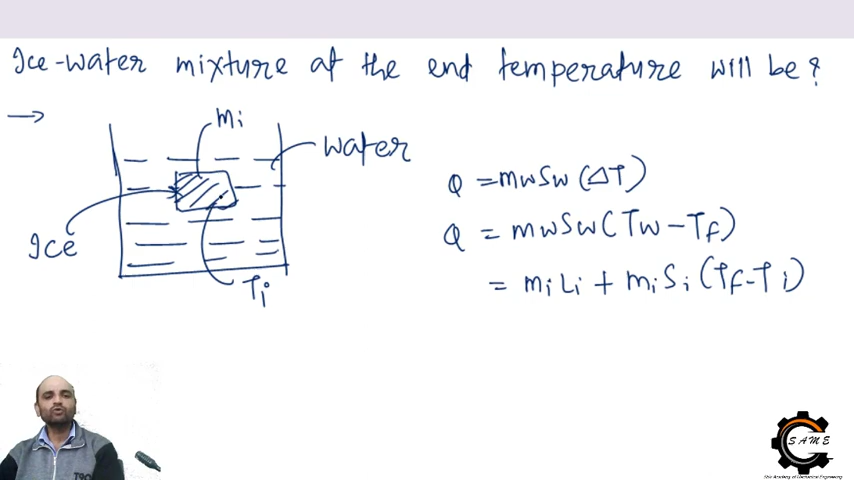 Ice-water mixture at the end temperature will be?
→
mi
water
Q = mwSw(ΔT)
Q = mwSw(Tw - Tf)
Ice
= miLi + miSi(Tf-Ti)
Ti
SAME